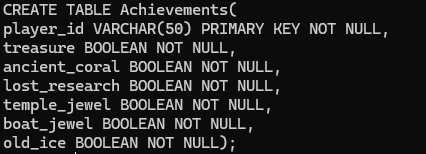 CREATE TABLE Achievements(
player_id VARCHAR(50) PRIMARY KEY NOT NULL,
treasure BOOLEAN NOT NULL,
ancient_coral BOOLEAN NOT NULL,
lost_research BOOLEAN NOT NULL,
temple_jewel BOOLEAN NOT NULL,
boat_jewel BOOLEAN NOT NULL,
old_ice BOOLEAN NOT NULL);